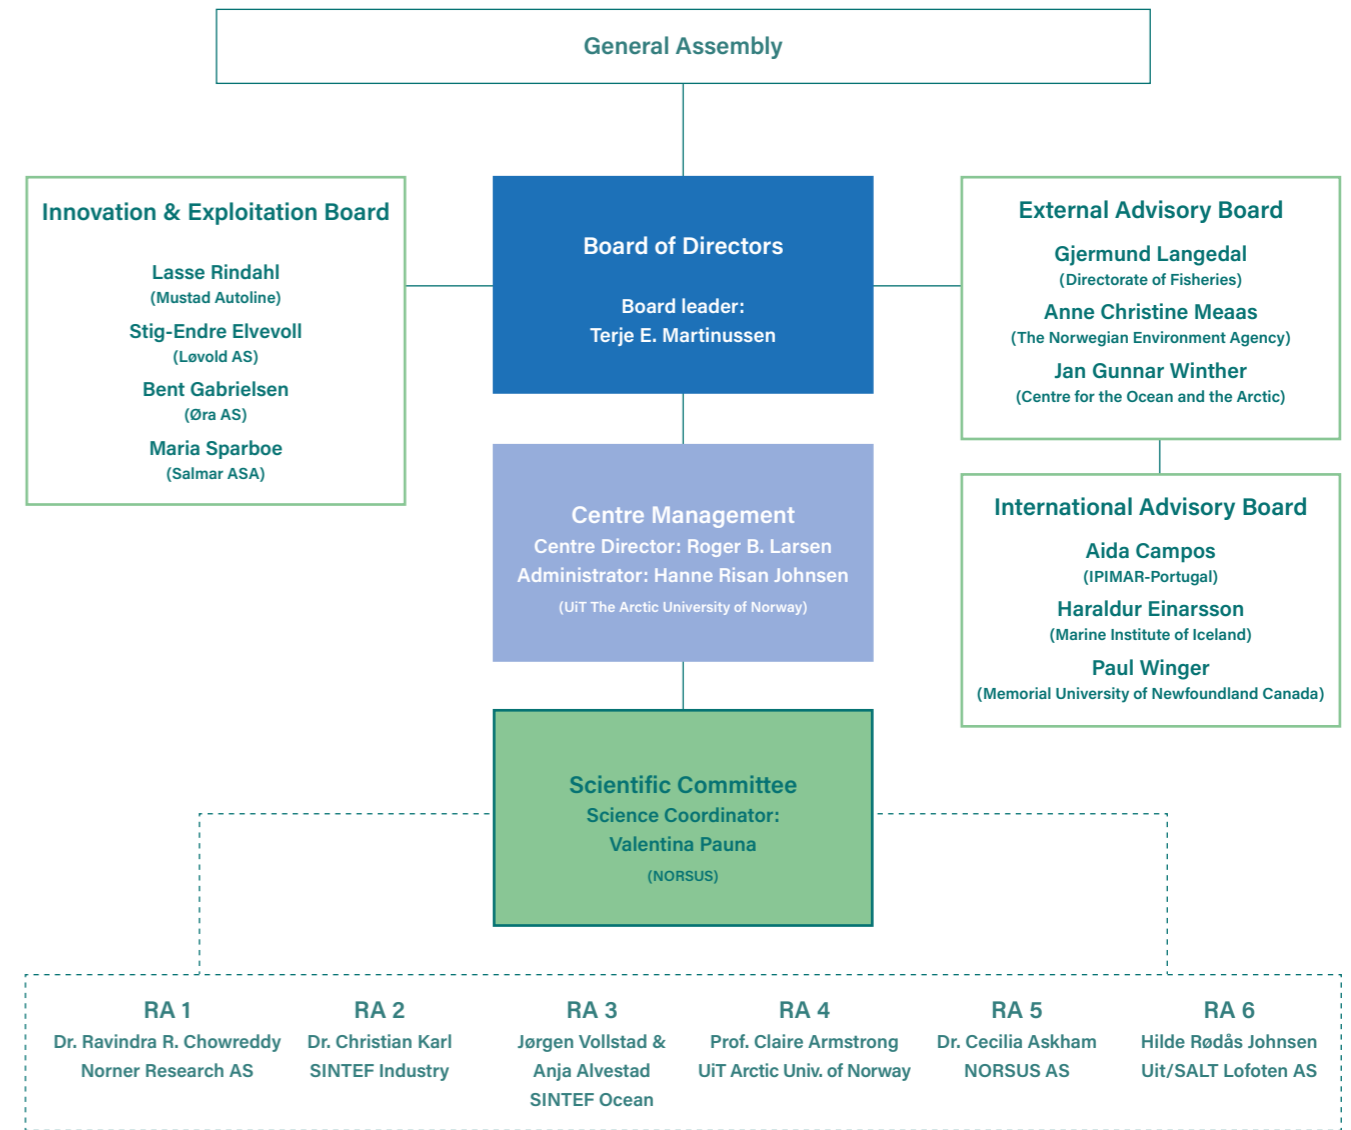 General Assembly
Innovation & Exploitation Board
Lasse Rindahl
(Mustad Autoline)
Stig-Endre Elvevoll
(Løvold AS)
Bent Gabrielsen
(Øra AS)
Maria Sparboe
(Salmar ASA)
Board of Directors
Board leader:
Terje E. Martinussen
External Advisory Board
Gjermund Langedal
(Directorate of Fisheries)
Anne Christine Meaas
(The Norwegian Environment Agency)
Jan Gunnar Winther
(Centre for the Ocean and the Arctic)
Centre Management
Centre Director: Roger B. Larsen
Administrator: Hanne Risan Johnsen
(UiT The Arctic University of Norway)
International Advisory Board
Aida Campos
(IPIMAR-Portugal)
Haraldur Einarsson
(Marine Institute of Iceland)
Paul Winger
(Memorial University of Newfoundland Canada)
Scientific Committee
Science Coordinator:
Valentina Pauna
(NORSUS)
RA 1
Dr. Ravindra R. Chowreddy
Norner Research AS
RA 2
Dr. Christian Karl
SINTEF Industry
RA 3
Jørgen Vollstad &
Anja Alvestad
SINTEF Ocean
RA 4
Prof. Claire Armstrong
UiT Arctic Univ. of Norway
RA 5
Dr. Cecilia Askham
NORSUS AS
RA 6
Hilde Rødås Johnsen
Uit/SALT Lofoten AS